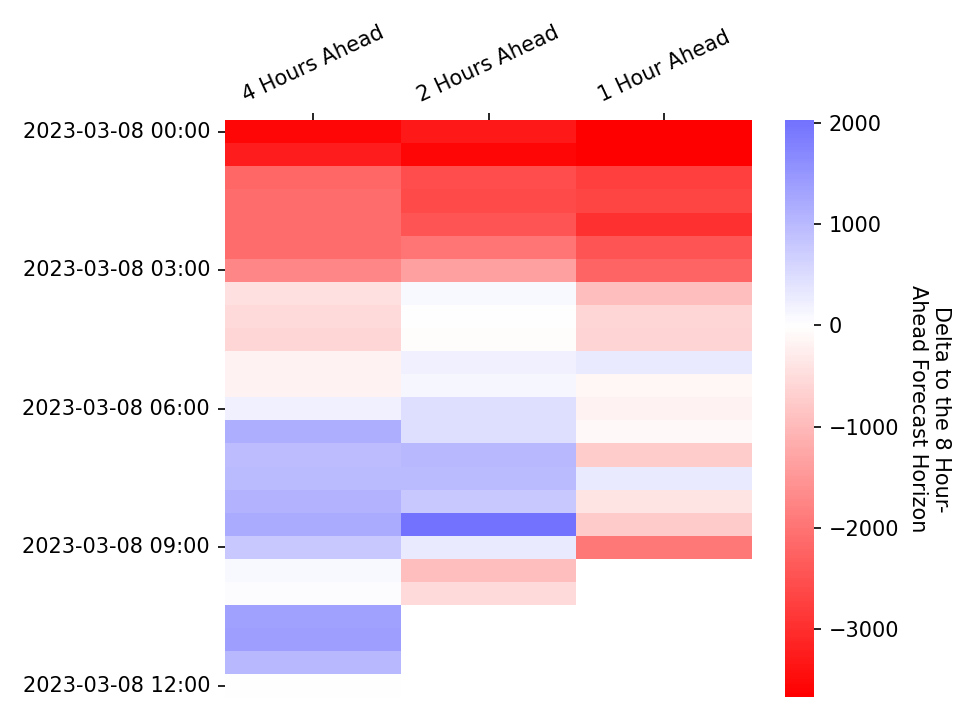 4 Hours Ahead
2 Hours Ahead
1 Hour Ahead
2023-03-08 00:00
2023-03-08 03:00
2023-03-08 06:00
2023-03-08 09:00
2023-03-08 12:00
2000
1000
0
−1000
−2000
−3000
Delta to the 8 Hour-
Ahead Forecast Horizon